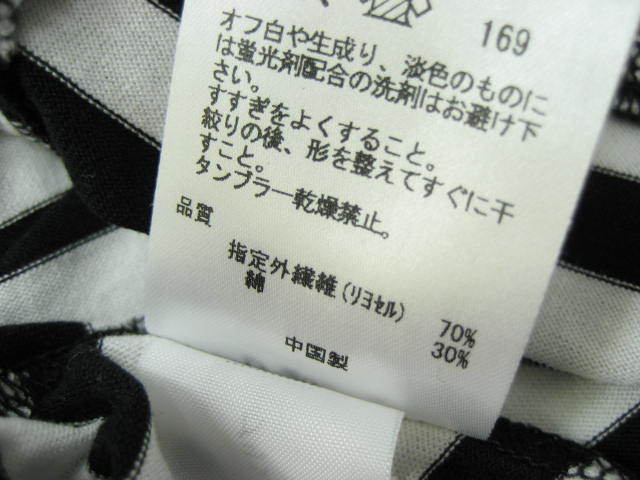 169
オフ白や生成り、淡色のものに
は蛍光剤配合の洗剤はお避け下
さい。
すすぎをよくすること。
絞りの後、形を整えてすぐに干
すこと。
タンブラー乾燥禁止。
品質
指定外繊維(リヨセル) 70%
綿 30%
中国製